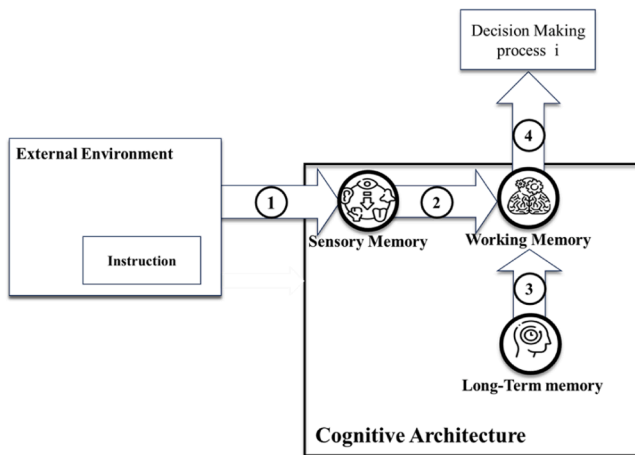 Decision Making
process i
External Environment
Instruction
1
2
4
Sensory Memory
Working Memory
3
Long-Term memory
Cognitive Architecture